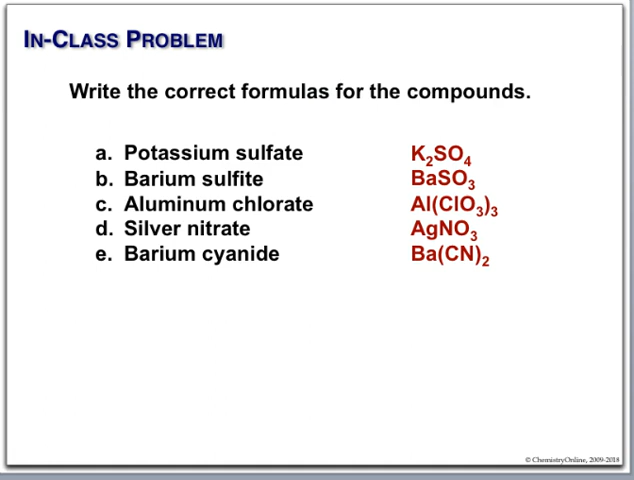 IN-CLASS PROBLEM
Write the correct formulas for the compounds.
a. Potassium sulfate K₂SO₄
b. Barium sulfite BaSO₃
c. Aluminum chlorate Al(ClO₃)₃
d. Silver nitrate AgNO₃
e. Barium cyanide Ba(CN)₂
© ChemistryOnline, 2009-2018